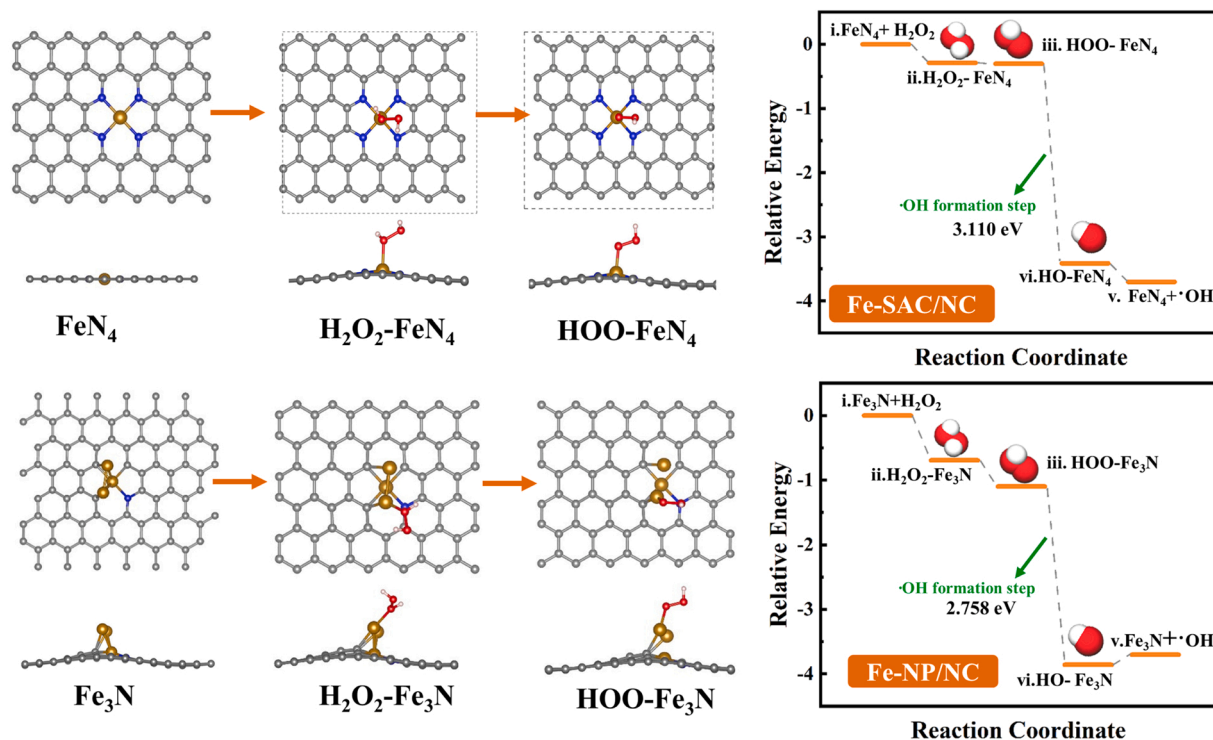 FeN₄
H₂O₂-FeN₄
HOO-FeN₄
Relative Energy
0
-1
-2
-3
-4
i.FeN₄+ H₂O₂
ii.H₂O₂- FeN₄
iii. HOO- FeN₄
·OH formation step
3.110 eV
vi.HO-FeN₄
v. FeN₄+·OH
Fe-SAC/NC
Reaction Coordinate
Fe₃N
H₂O₂-Fe₃N
HOO-Fe₃N
Relative Energy
0
-1
-2
-3
-4
i.Fe₃N+H₂O₂
ii.H₂O₂-Fe₃N
iii. HOO-Fe₃N
·OH formation step
2.758 eV
v.Fe₃N+·OH
vi.HO- Fe₃N
Fe-NP/NC
Reaction Coordinate